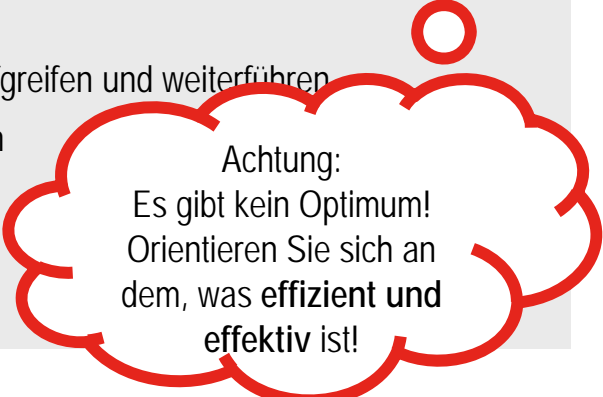 greifen und weiterführen
Achtung:
Es gibt kein Optimum!
Orientieren Sie sich an
dem, was effizient und
effektiv ist!